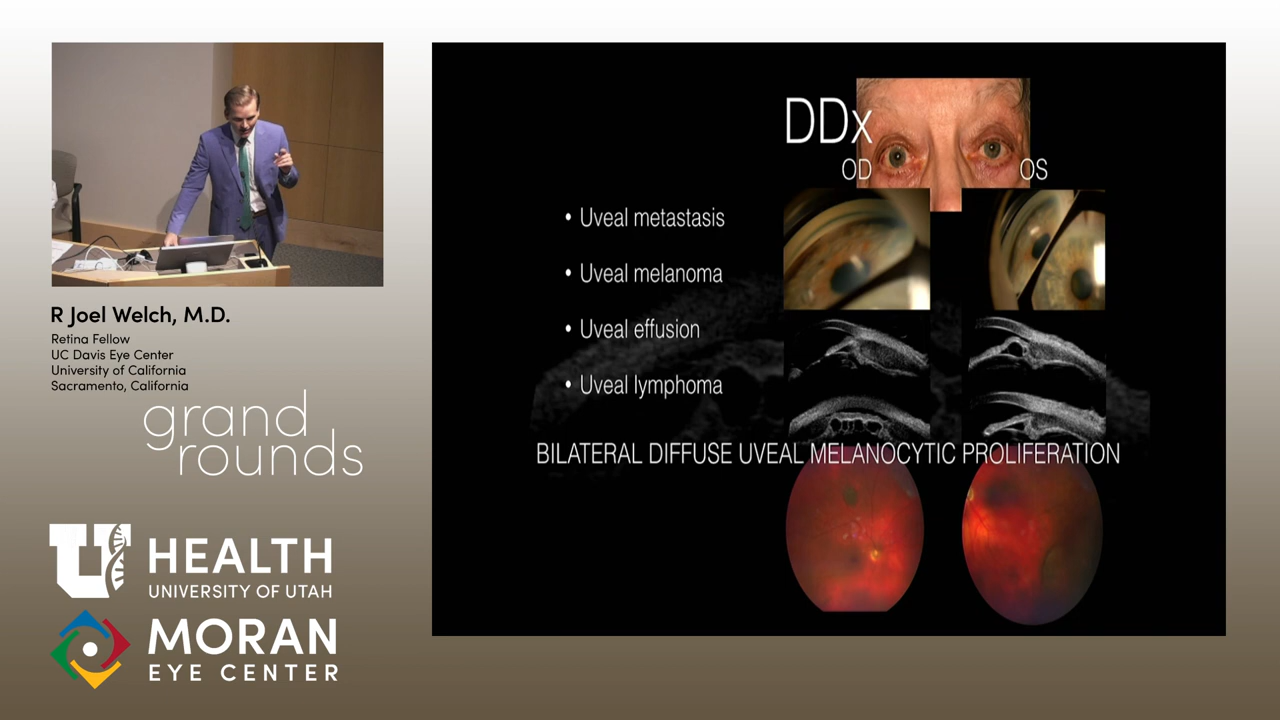 R Joel Welch, M.D.
Retina Fellow
UC Davis Eye Center
University of California
Sacramento, California
grand
rounds
U HEALTH
UNIVERSITY OF UTAH
MORAN
EYE CENTER
DDx
OD
OS
• Uveal metastasis
• Uveal melanoma
• Uveal effusion
• Uveal lymphoma
BILATERAL DIFFUSE UVEAL MELANOCYTIC PROLIFERATION